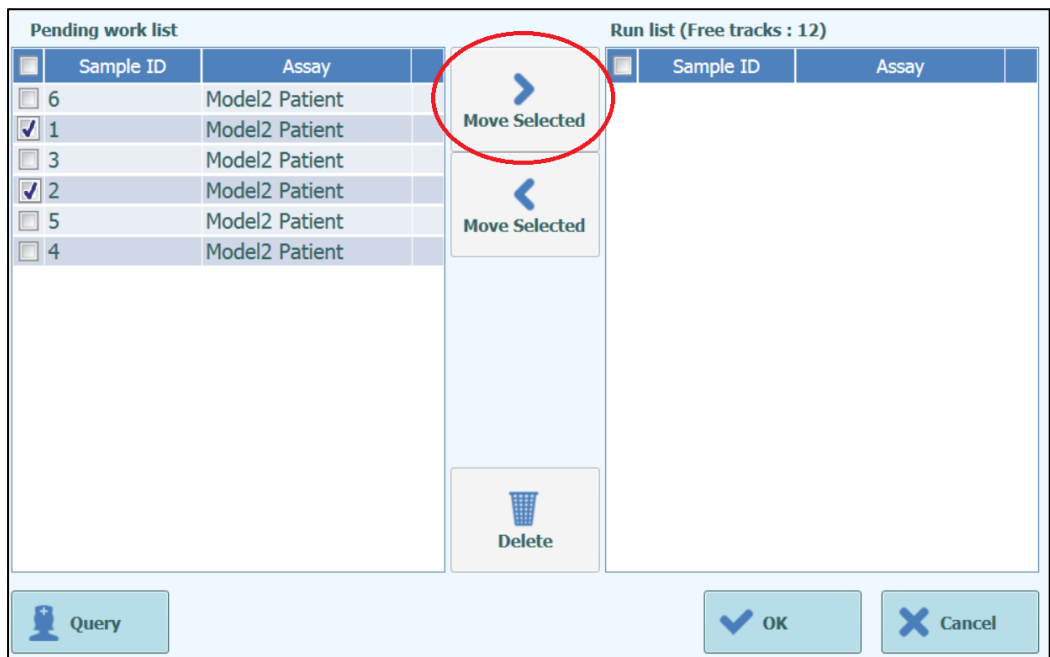 Pending work list
Sample ID Assay
6 Model2 Patient
1 Model2 Patient
3 Model2 Patient
2 Model2 Patient
5 Model2 Patient
4 Model2 Patient
Move Selected
Move Selected
Delete
Run list (Free tracks : 12)
Sample ID Assay
Query
OK
Cancel